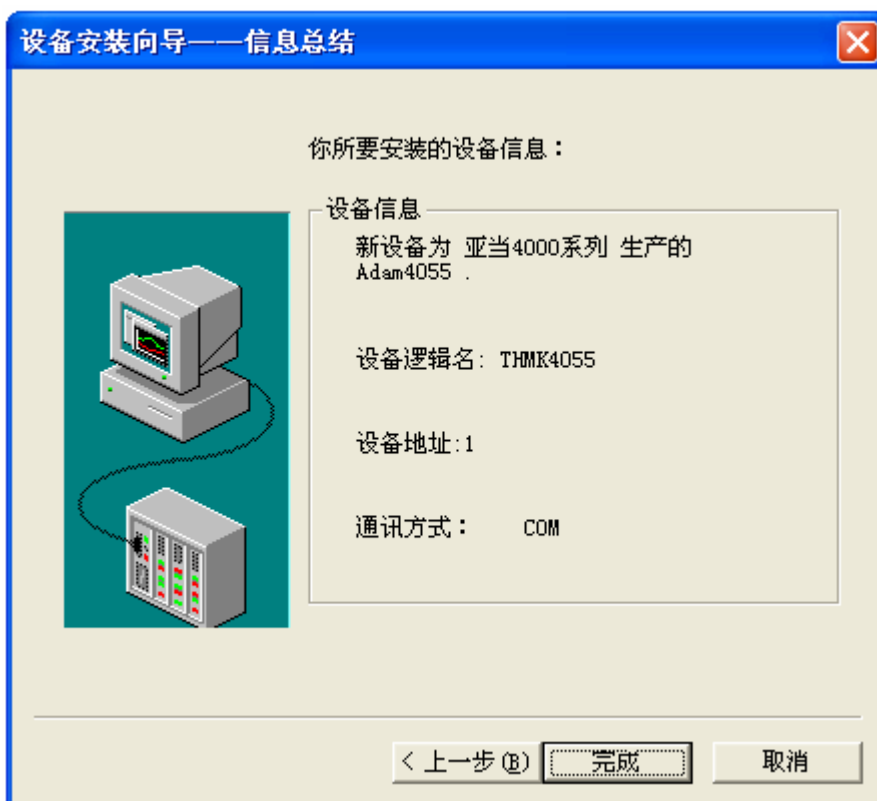 设备安装向导——信息总结
你所要安装的设备信息：
设备信息
新设备为 亚当4000系列 生产的
Adam4055 .
设备逻辑名: THMK4055
设备地址:1
通讯方式： COM
< 上一步(B)
完成
取消